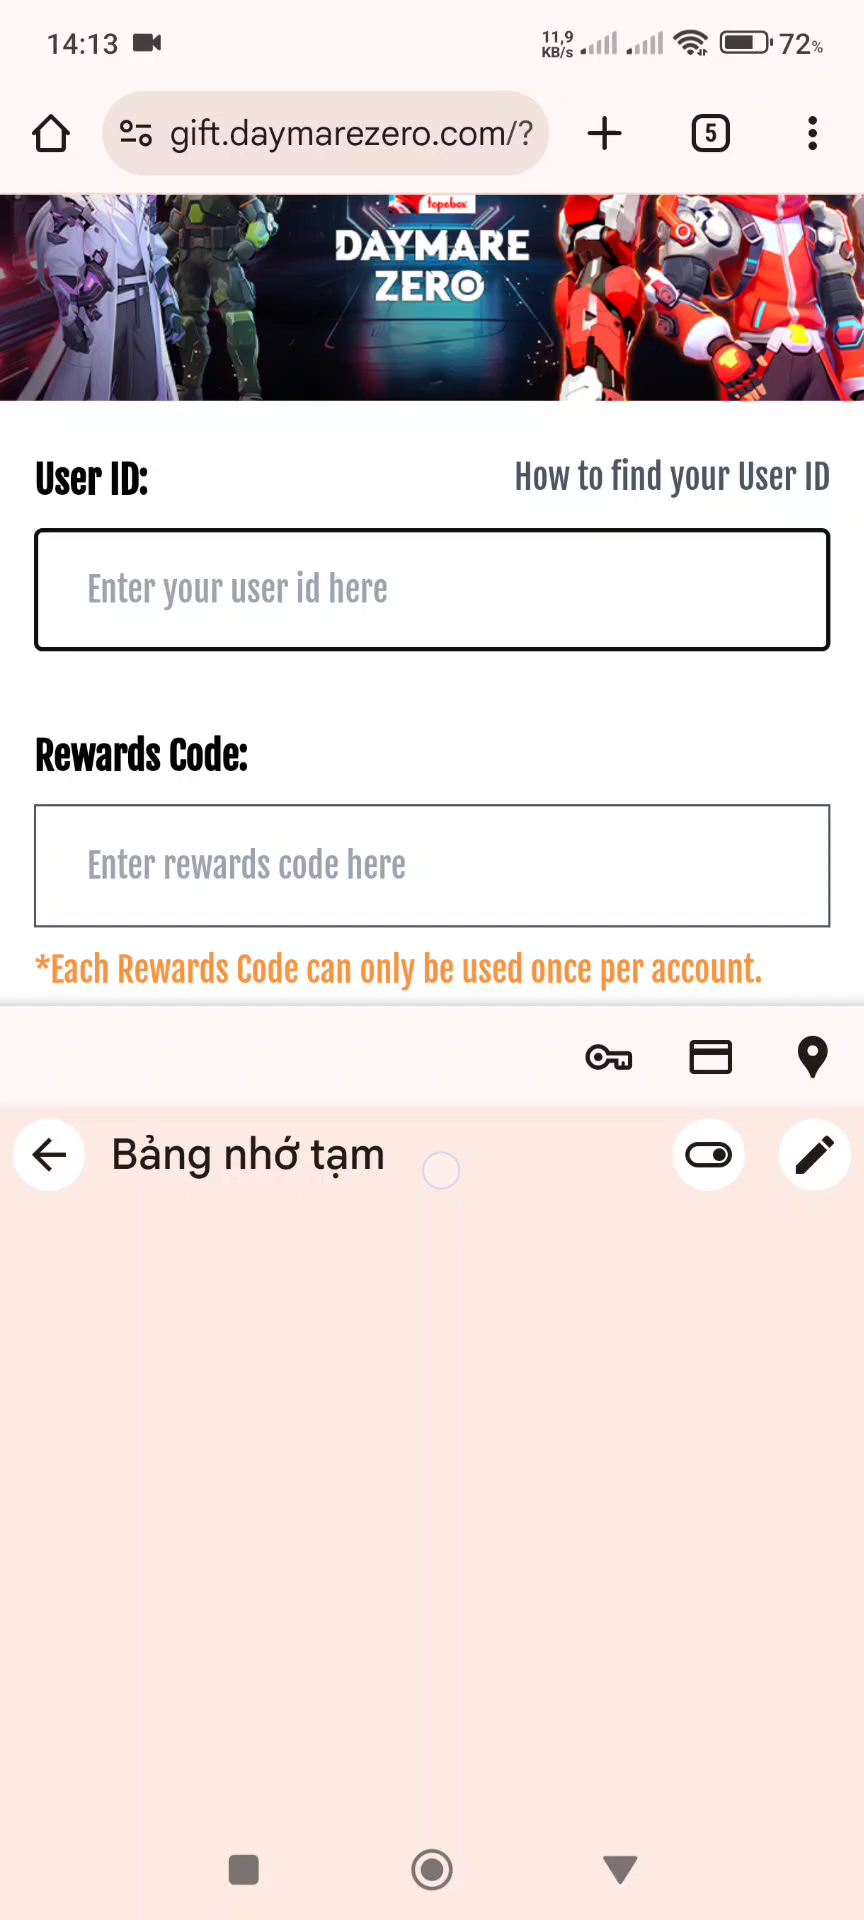 14:13
11,9
KB/s
72%
gift.daymarezero.com/?
5
topebox
DAYMARE
ZERO
User ID:
How to find your User ID
Enter your user id here
Rewards Code:
Enter rewards code here
*Each Rewards Code can only be used once per account.
Bảng nhớ tạm